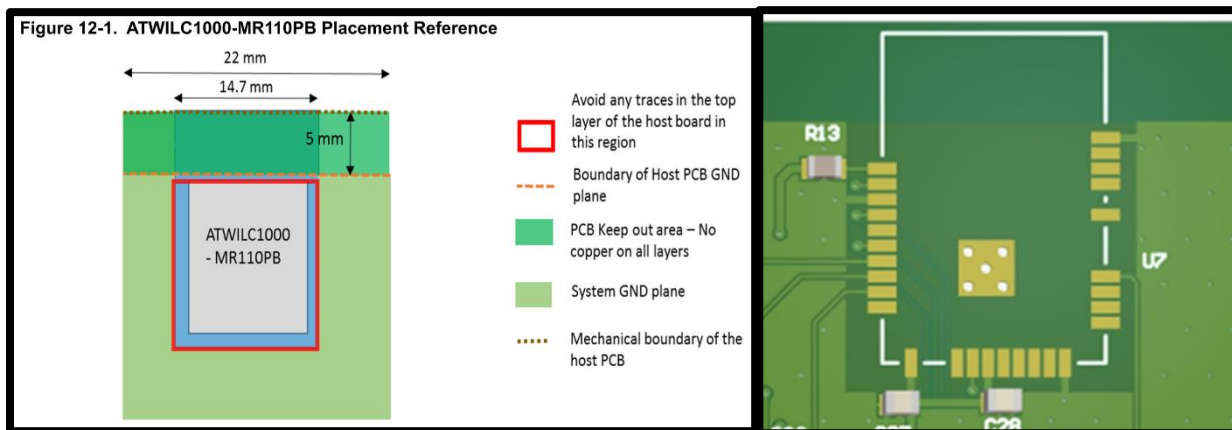 Figure 12-1. ATWILC1000-MR110PB Placement Reference
22 mm
14.7 mm
5 mm
ATWILC1000
- MR110PB
Avoid any traces in the top
layer of the host board in
this region
Boundary of Host PCB GND
plane
PCB Keep out area – No
copper on all layers
System GND plane
Mechanical boundary of the
host PCB
R13
U7
C28